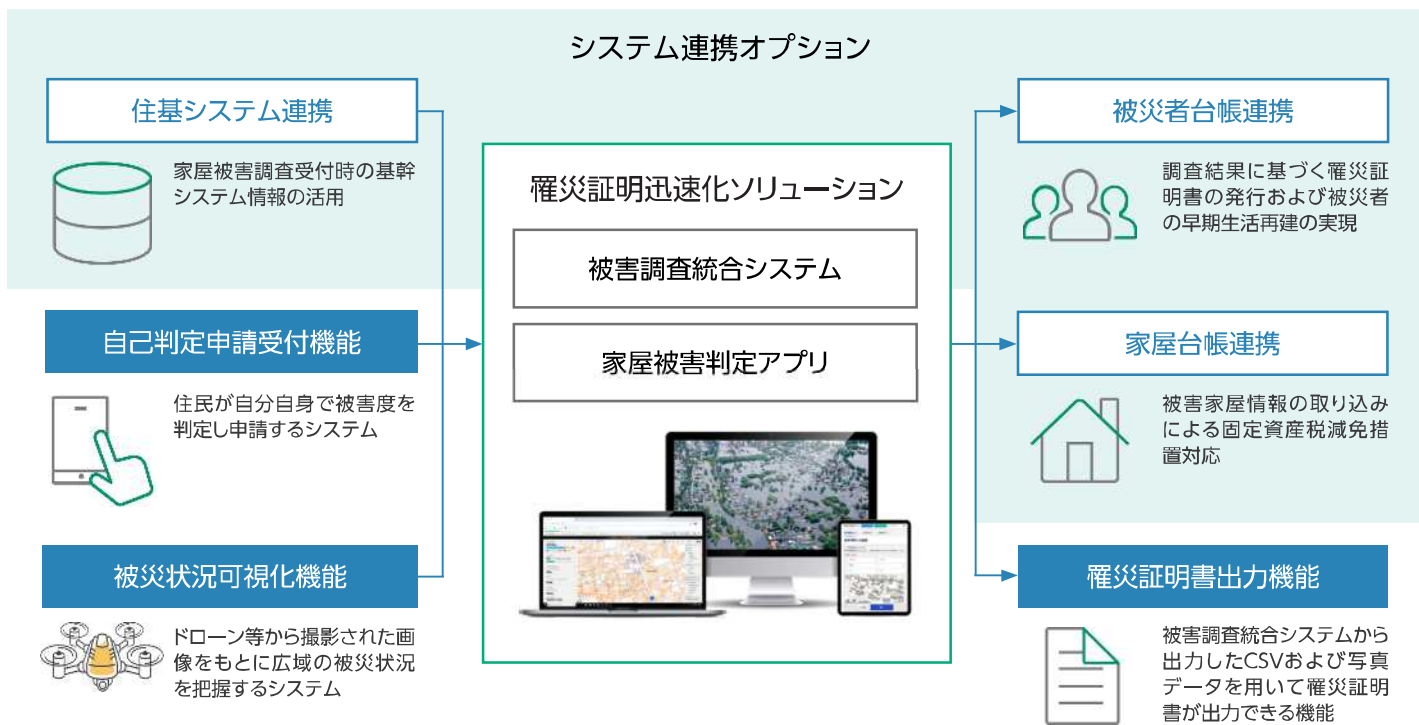 システム連携オプション
住基システム連携
家屋被害調査受付時の基幹
システム情報の活用
自己判定申請受付機能
住民が自分自身で被害度を
判定し申請するシステム
被災状況可視化機能
ドローン等から撮影された画
像をもとに広域の被災状況
を把握するシステム
罹災証明迅速化ソリューション
被害調査統合システム
家屋被害判定アプリ
被災者台帳連携
調査結果に基づく罹災証
明書の発行および被災者
の早期生活再建の実現
家屋台帳連携
被害家屋情報の取り込み
による固定資産税減免措
置対応
罹災証明書出力機能
被害調査統合システムから
出力したCSVおよび写真
データを用いて罹災証明
書が出力できる機能